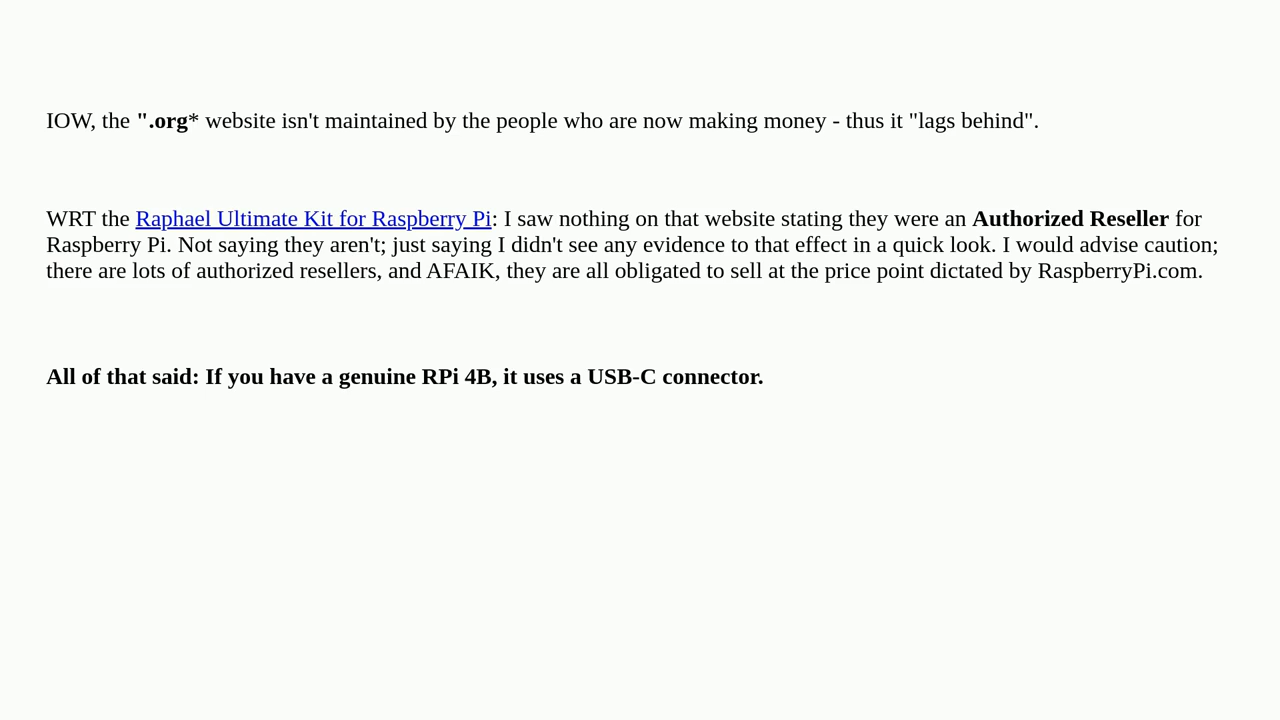 IOW, the ".org* website isn't maintained by the people who are now making money - thus it "lags behind".
WRT the Raphael Ultimate Kit for Raspberry Pi: I saw nothing on that website stating they were an Authorized Reseller for
Raspberry Pi. Not saying they aren't; just saying I didn't see any evidence to that effect in a quick look. I would advise caution;
there are lots of authorized resellers, and AFAIK, they are all obligated to sell at the price point dictated by RaspberryPi.com.
All of that said: If you have a genuine RPi 4B, it uses a USB-C connector.